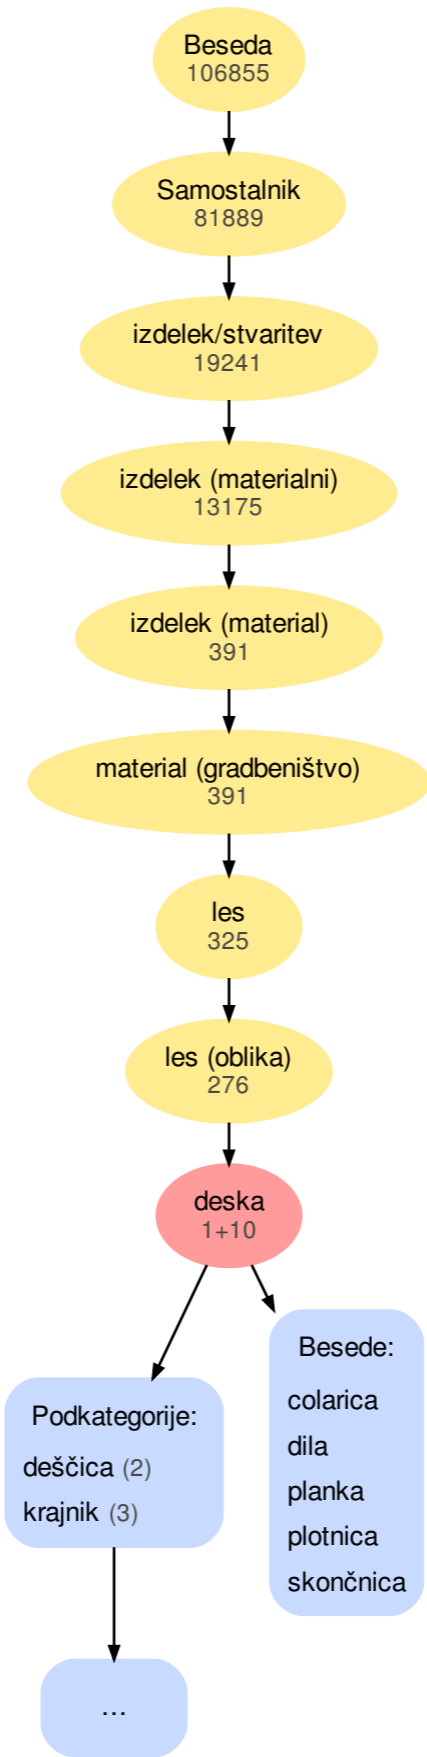 Beseda
106855
Samostalnik
81889
izdelek/stvaritev
19241
izdelek (materialni)
13175
izdelek (material)
391
material (gradbeništvo)
391
les
325
les (oblika)
276
deska
1+10
Podkategorije:
deščica (2)
krajnik (3)
...
Besede:
colarica
dila
planka
plotnica
skončnica